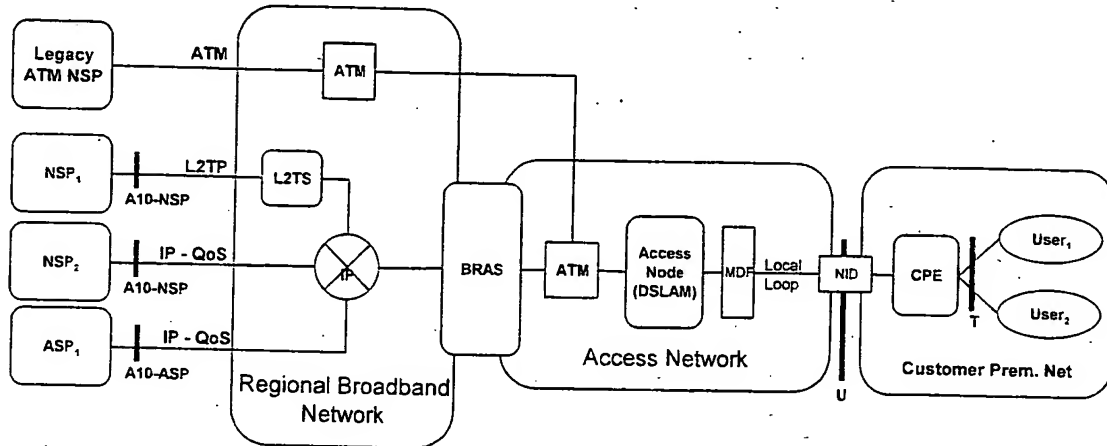 Legacy
ATM NSP
ATM
ATM
NSP1
L2TP
L2TS
A10-NSP
NSP2
IP - QoS
IP
A10-NSP
ASP1
IP - QoS
A10-ASP
Regional Broadband
Network
BRAS
ATM
Access
Node
(DSLAM)
MDF
Local
Loop
Access Network
NID
U
CPE
T
User1
User2
Customer Prem. Net